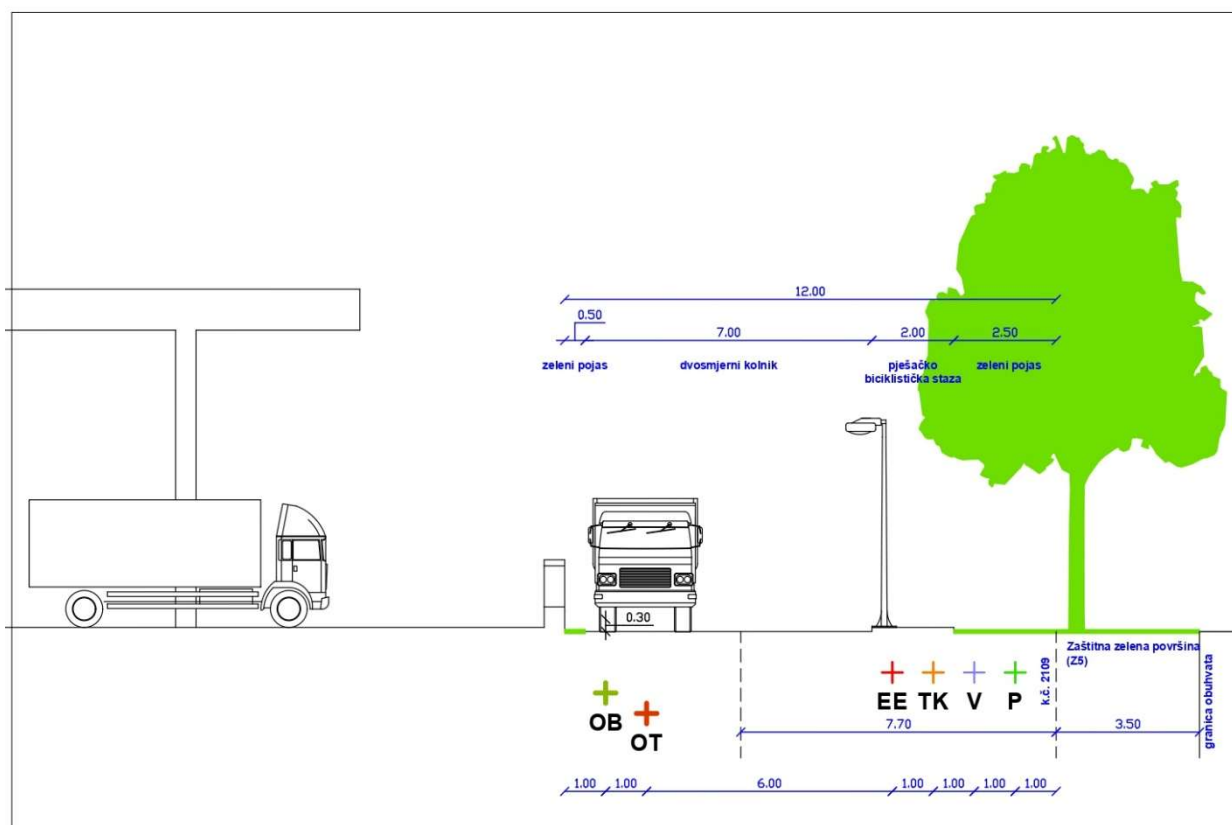 12.00
0.50
7.00
2.00
2.50
zeleni pojas
dvosmjerni kolnik
pješačko
biciklistička staza
zeleni pojas
0.30
Zaštitna zelena površina
(Z5)
k.č. 2109
granica obuhvata
EE
TK
V
P
OB
OT
7.70
3.50
1.00
1.00
6.00
1.00
1.00
1.00
1.00